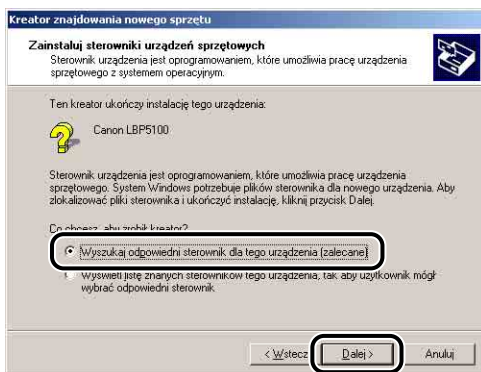 Kreator znajdowania nowego sprzętu
Zainstaluj sterowniki urządzeń sprzętowych
Sterownik urządzenia jest oprogramowaniem, które umożliwia pracę urządzenia
sprzętowego z systemem operacyjnym.
Ten kreator ukończy instalację tego urządzenia:
Canon LBP5100
Sterownik urządzenia jest oprogramowaniem, które umożliwia pracę urządzenia
sprzętowego. System Windows potrzebuje plików sterownika dla nowego urządzenia. Aby
zlokalizować pliki sterownika i ukończyć instalację, kliknij przycisk Dalej.
Co chcesz, aby zrobił kreator?
Wyszukaj odpowiedni sterownik dla tego urządzenia (zalecane)
Wyświetl listę znanych sterowników tego urządzenia, tak aby użytkownik mógł
wybrać odpowiedni sterownik
< Wstecz Dalej > Anuluj